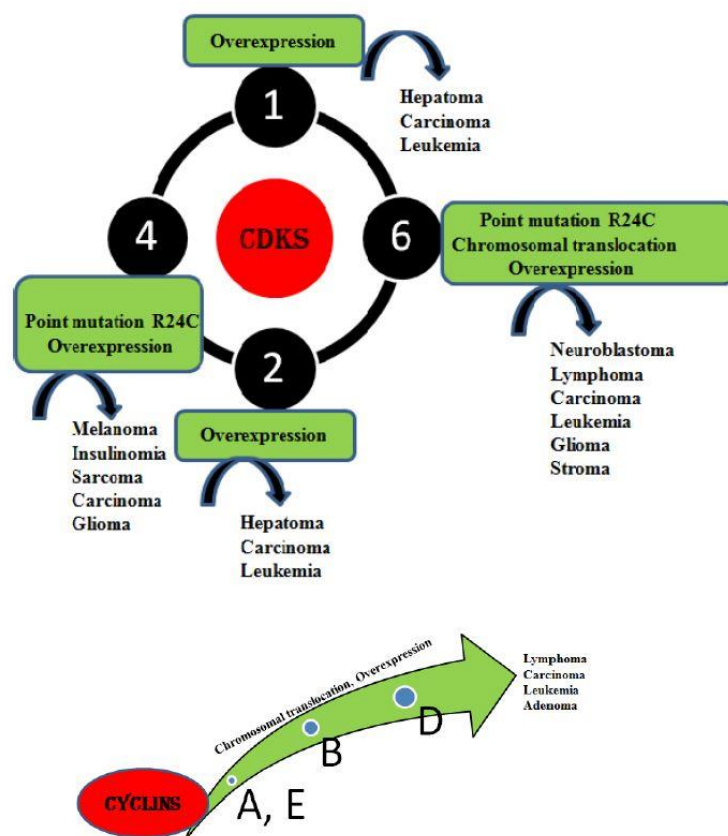 Overexpression
1
Hepatoma
Carcinoma
Leukemia
4
CDKS
6
Point mutation R24C
Chromosomal translocation
Overexpression
Point mutation R24C
Overexpression
2
Neuroblastoma
Lymphoma
Carcinoma
Leukemia
Glioma
Stroma
Melanoma
Insulinomia
Sarcoma
Carcinoma
Glioma
Overexpression
Hepatoma
Carcinoma
Leukemia
Chromosomal translocation, Overexpression
Lymphoma
Carcinoma
Leukemia
Adenoma
D
B
A, E
CYCLINS